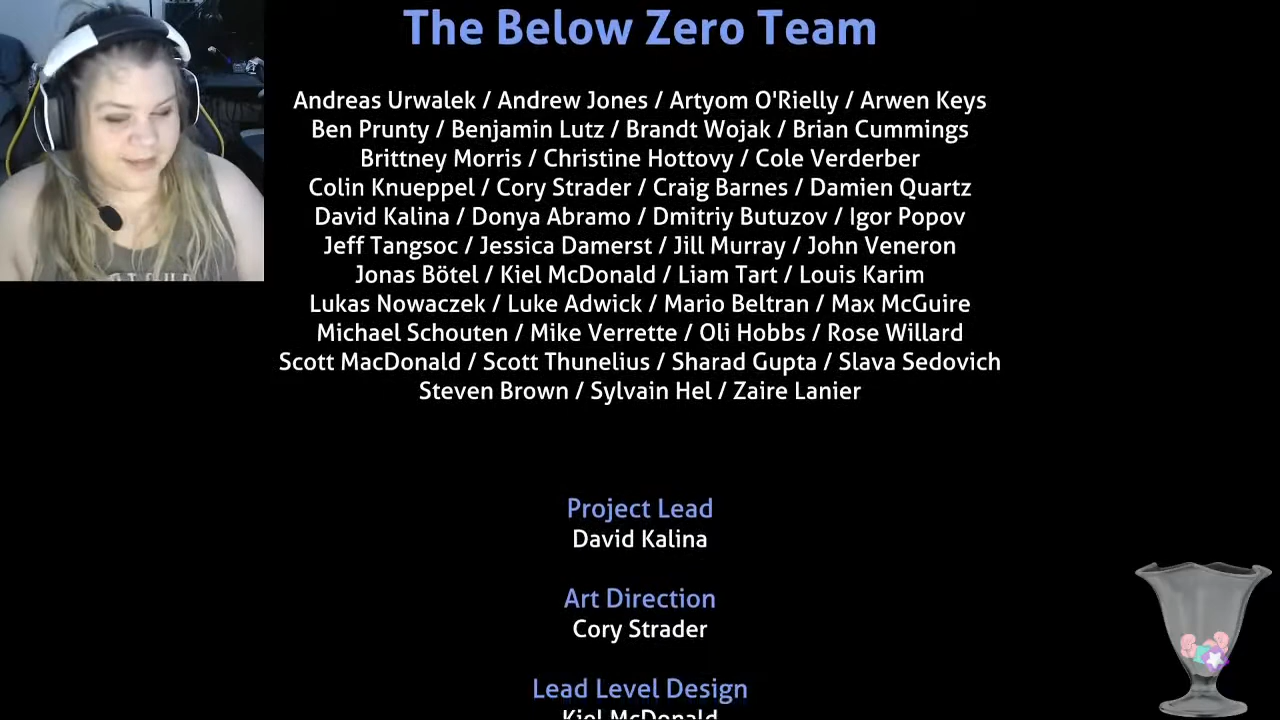 The Below Zero Team
Andreas Urwalek / Andrew Jones / Artyom O'Rielly / Arwen Keys
Ben Prunty / Benjamin Lutz / Brandt Wojak / Brian Cummings
Brittney Morris / Christine Hottovy / Cole Verderber
Colin Knueppel / Cory Strader / Craig Barnes / Damien Quartz
David Kalina / Donya Abramo / Dmitriy Butuzov / Igor Popov
Jeff Tangsoc / Jessica Damerst / Jill Murray / John Veneron
Jonas Bötel / Kiel McDonald / Liam Tart / Louis Karim
Lukas Nowaczek / Luke Adwick / Mario Beltran / Max McGuire
Michael Schouten / Mike Verrette / Oli Hobbs / Rose Willard
Scott MacDonald / Scott Thunelius / Sharad Gupta / Slava Sedovich
Steven Brown / Sylvain Hel / Zaire Lanier
Project Lead
David Kalina
Art Direction
Cory Strader
Lead Level Design
Kiel McDonald